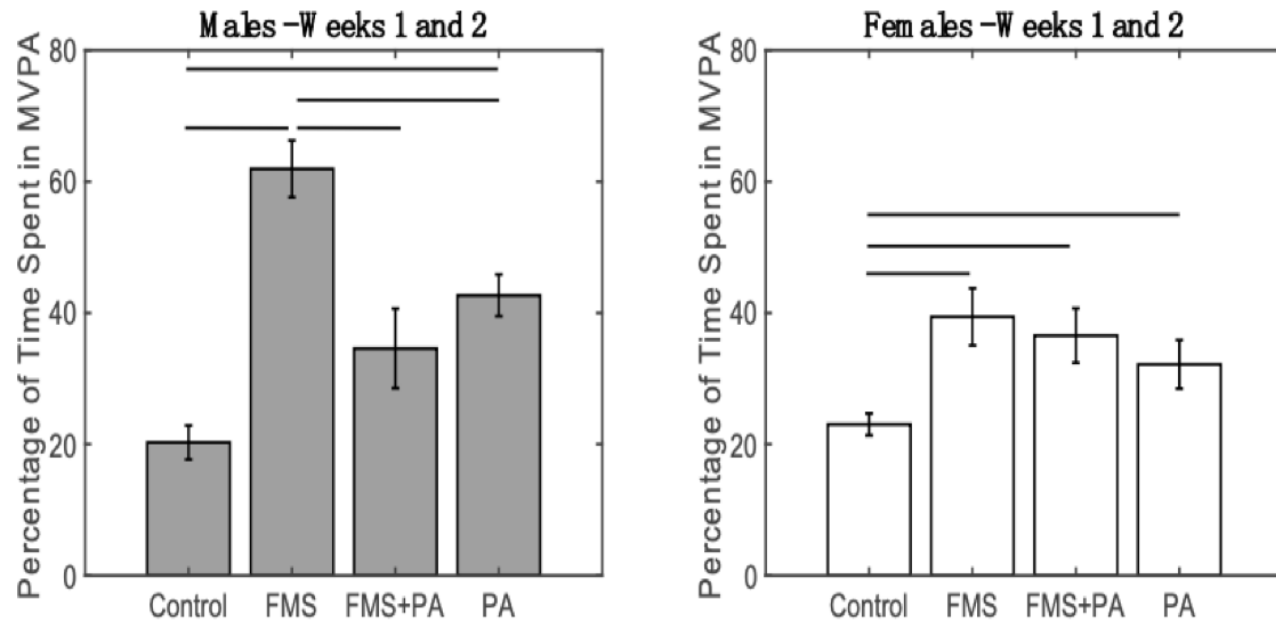 Males-Weeks 1 and 2
Percentage of Time Spent in MVPA
80
60
40
20
0
Control FMS FMS+PA PA
Females-Weeks 1 and 2
Percentage of Time Spent in MVPA
80
60
40
20
0
Control FMS FMS+PA PA